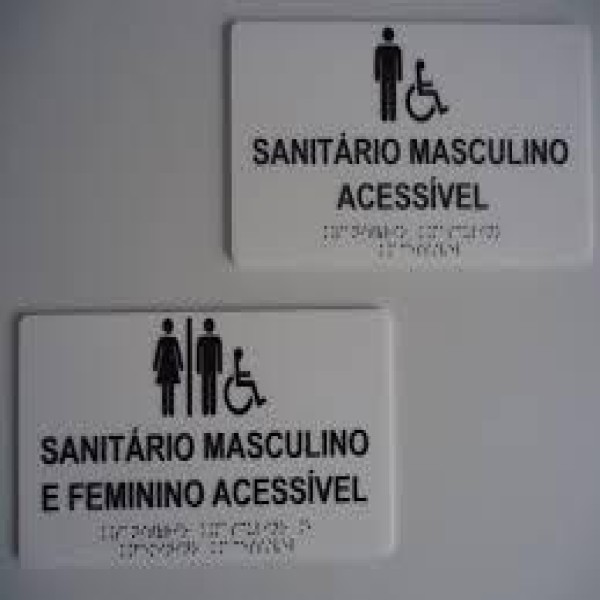 SANITÁRIO MASCULINO
ACESSÍVEL
SANITÁRIO MASCULINO
E FEMININO ACESSÍVEL